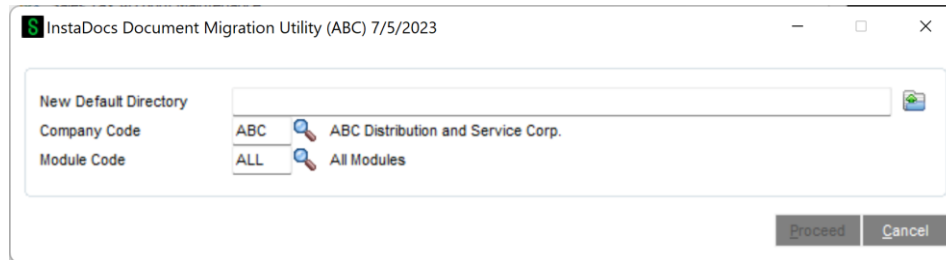 S InstaDocs Document Migration Utility (ABC) 7/5/2023
New Default Directory
Company Code ABC ABC Distribution and Service Corp.
Module Code ALL All Modules
Proceed Cancel